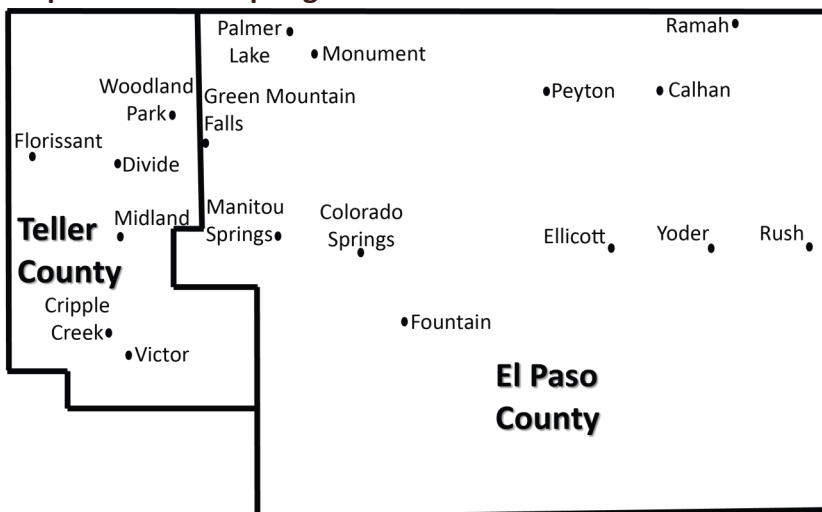 Palmer
Lake
Monument
Ramah
Woodland
Park
Green Mountain
Falls
Peyton
Calhan
Florissant
Divide
Midland
Manitou
Springs
Colorado
Springs
Ellicott
Yoder
Rush
Teller
County
Cripple
Creek
Victor
Fountain
El Paso
County